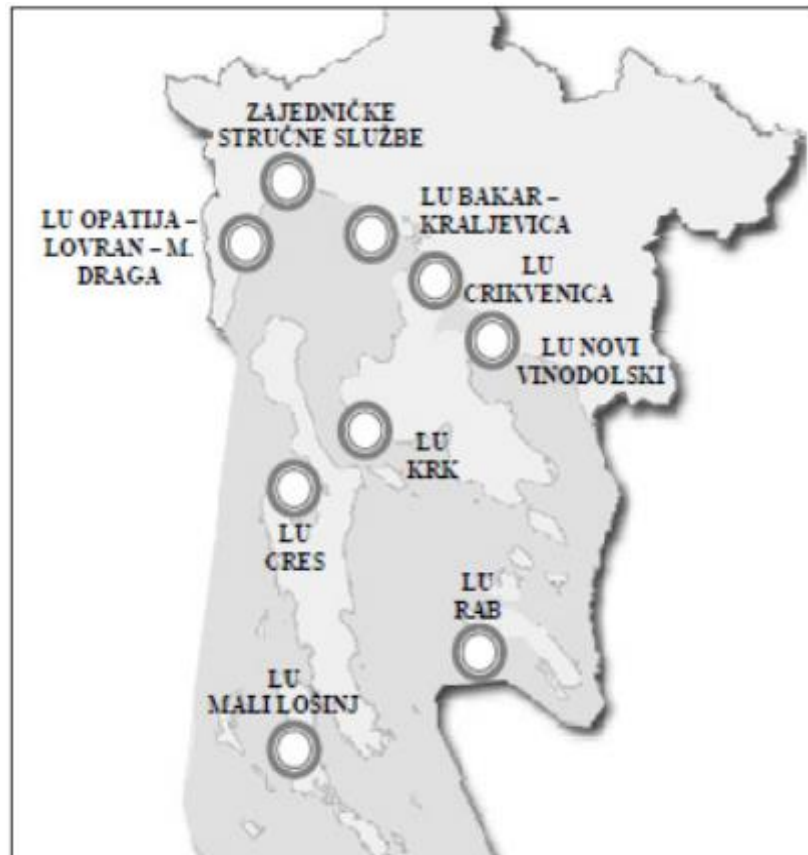 ZAJEDNIČKE
STRUČNE SLUŽBE
LU OPATIJA –
LOVRAN – M.
DRAGA
LU BAKAR –
KRALJEVICA
LU
CRIKVENICA
LU NOVI
VINODOLSKI
LU
KRK
LU
CRES
LU
RAB
LU
MALI LOŠINJ